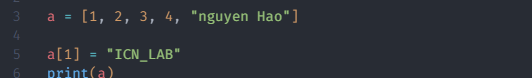 3 a = [1, 2, 3, 4, "nguyen Hao"]
4
5 a[1] = "ICN_LAB"
6 print(a)